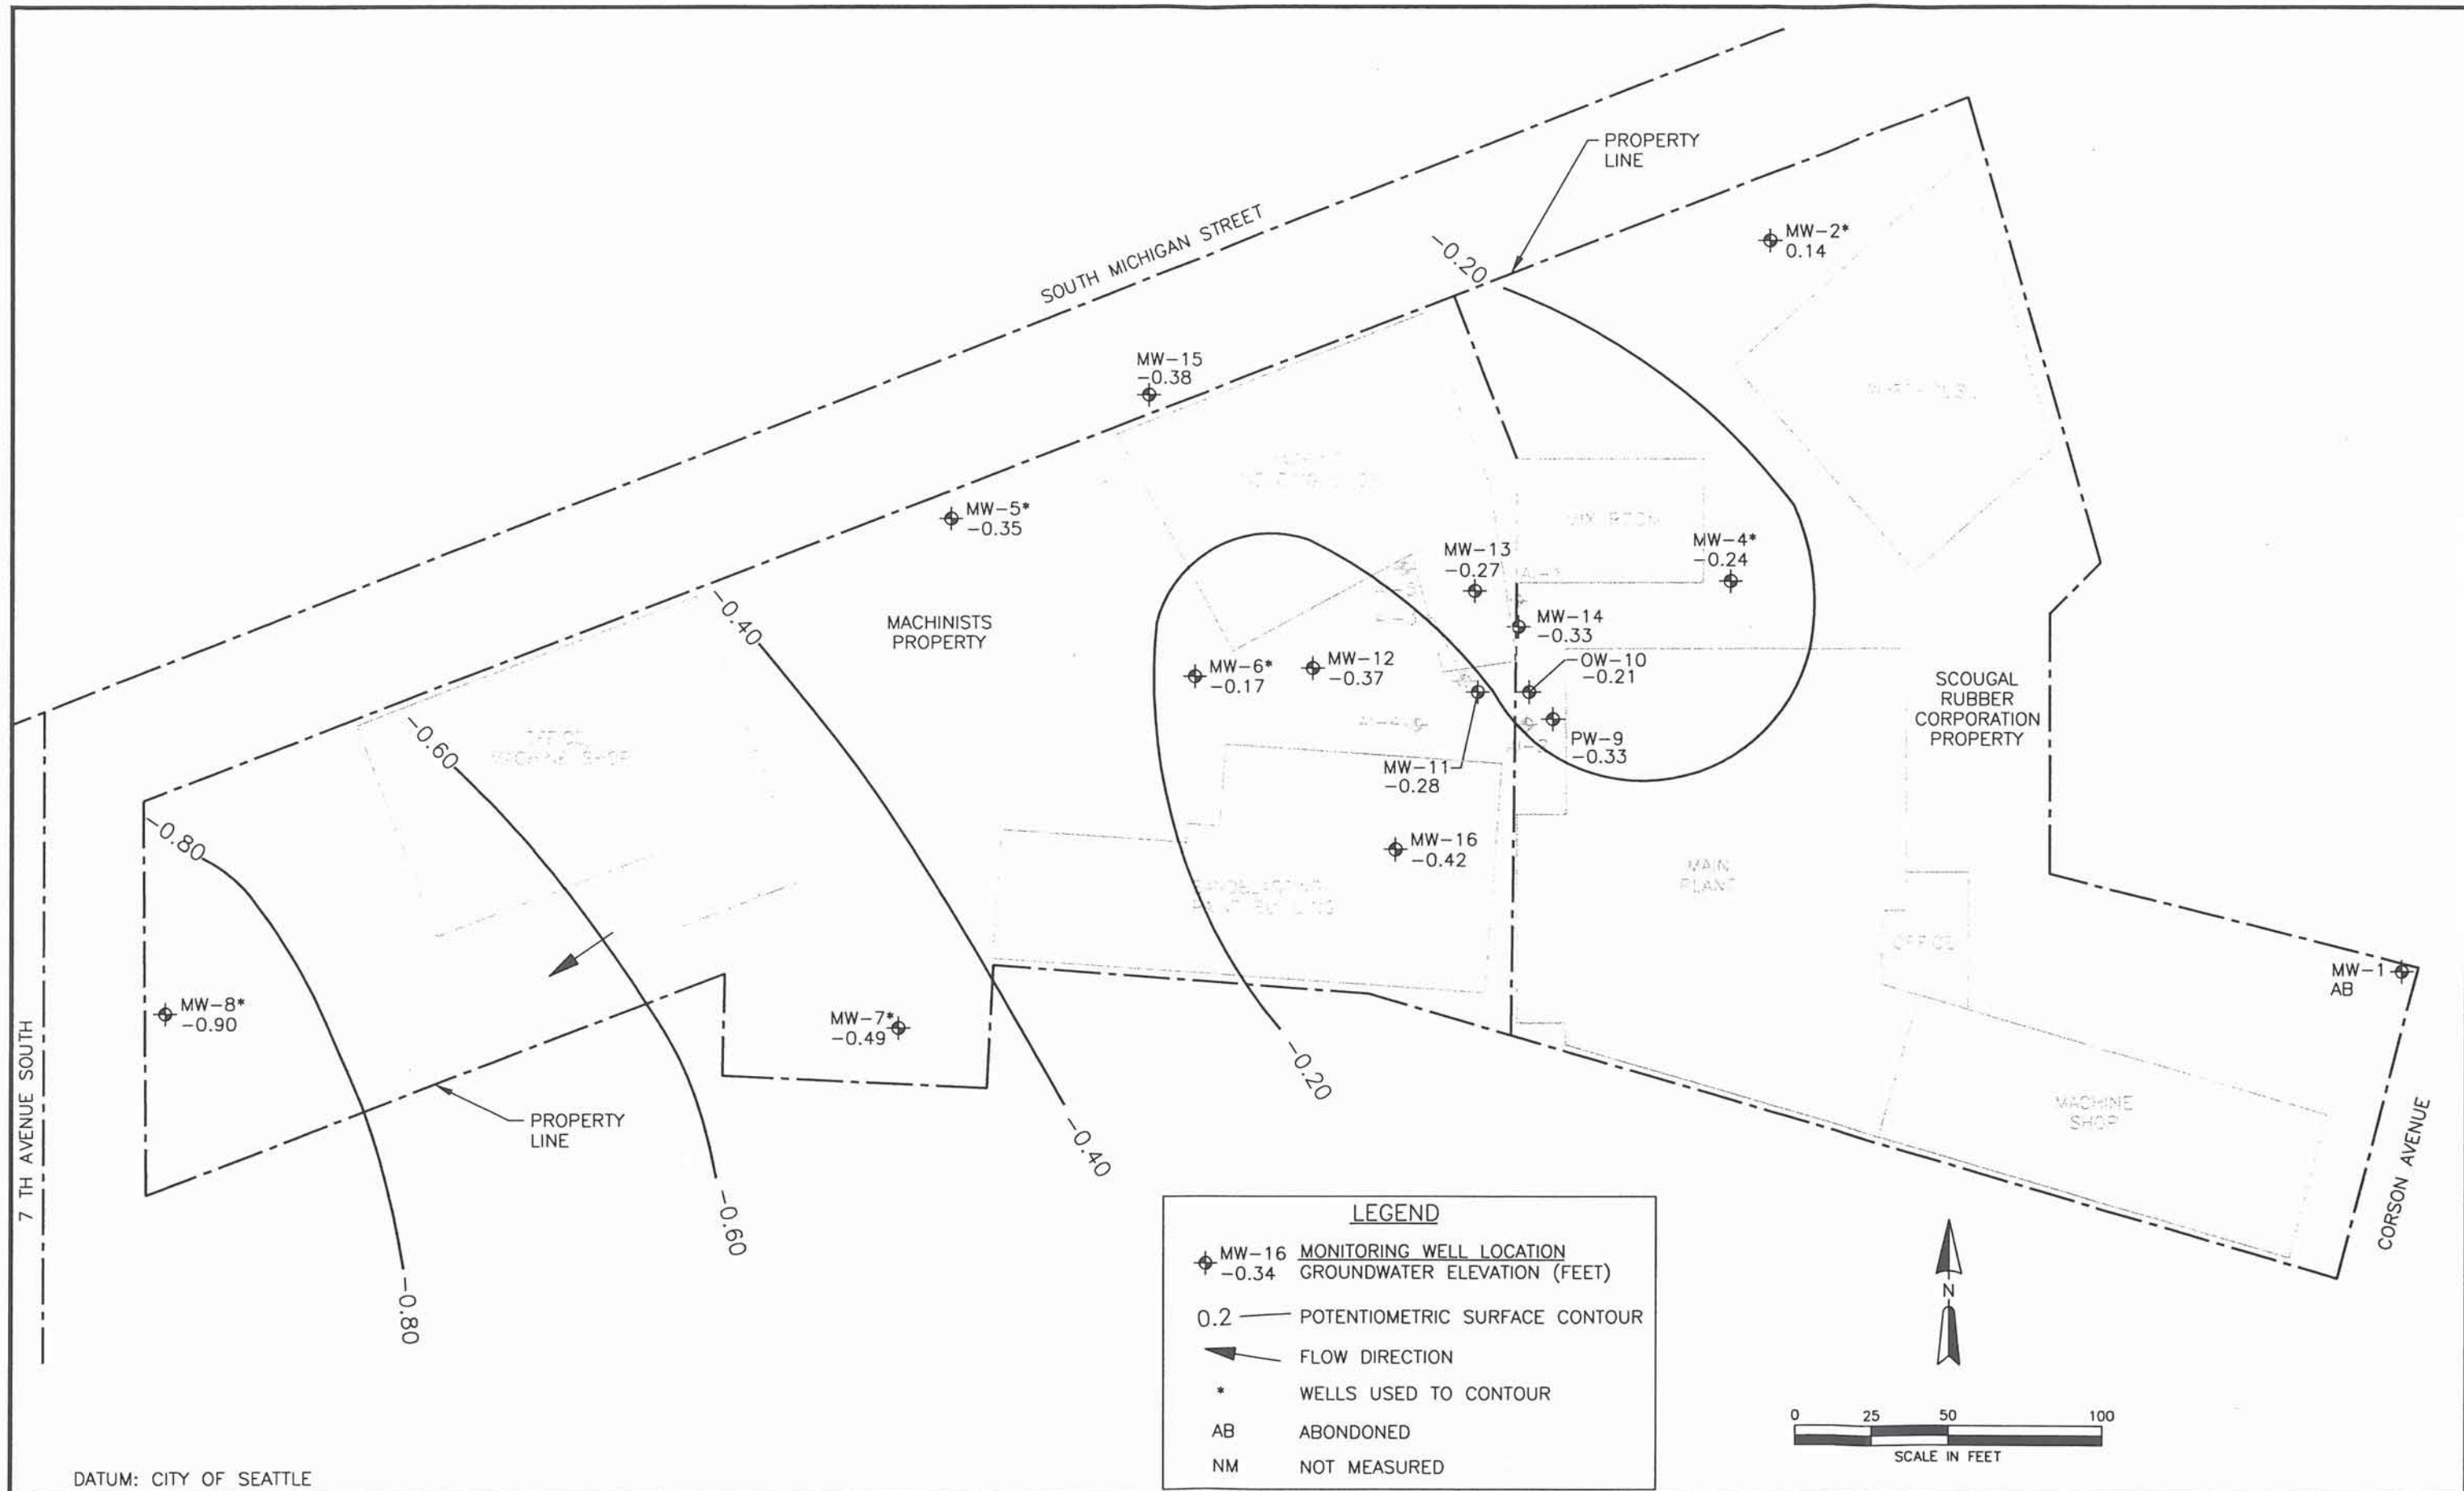 SOUTH MICHIGAN STREET
PROPERTY
LINE
-0.20
MW-2*
0.14
MW-15
-0.38
MW-5*
-0.35
MIX ROOM
MW-13
-0.27
MW-4*
-0.24
MW-14
-0.33
-0.40
MACHINISTS
PROPERTY
MW-6*
-0.17
MW-12
-0.37
OW-10
-0.21
SCOUGAL
RUBBER
CORPORATION
PROPERTY
-0.60
PW-9
-0.33
MW-11
-0.28
-0.80
MW-16
-0.42
MAIN
PLANT
OFFICE
MW-1
AB
MW-8*
-0.90
MW-7*
-0.49
-0.20
7 TH AVENUE SOUTH
PROPERTY
LINE
-0.40
MACHINE
SHOP
CORSON AVENUE
-0.60
-0.80
LEGEND
MW-16 MONITORING WELL LOCATION
-0.34 GROUNDWATER ELEVATION (FEET)
0.2 POTENTIOMETRIC SURFACE CONTOUR
FLOW DIRECTION
* WELLS USED TO CONTOUR
AB ABONDONED
NM NOT MEASURED
N
0 25 50 100
SCALE IN FEET
DATUM: CITY OF SEATTLE